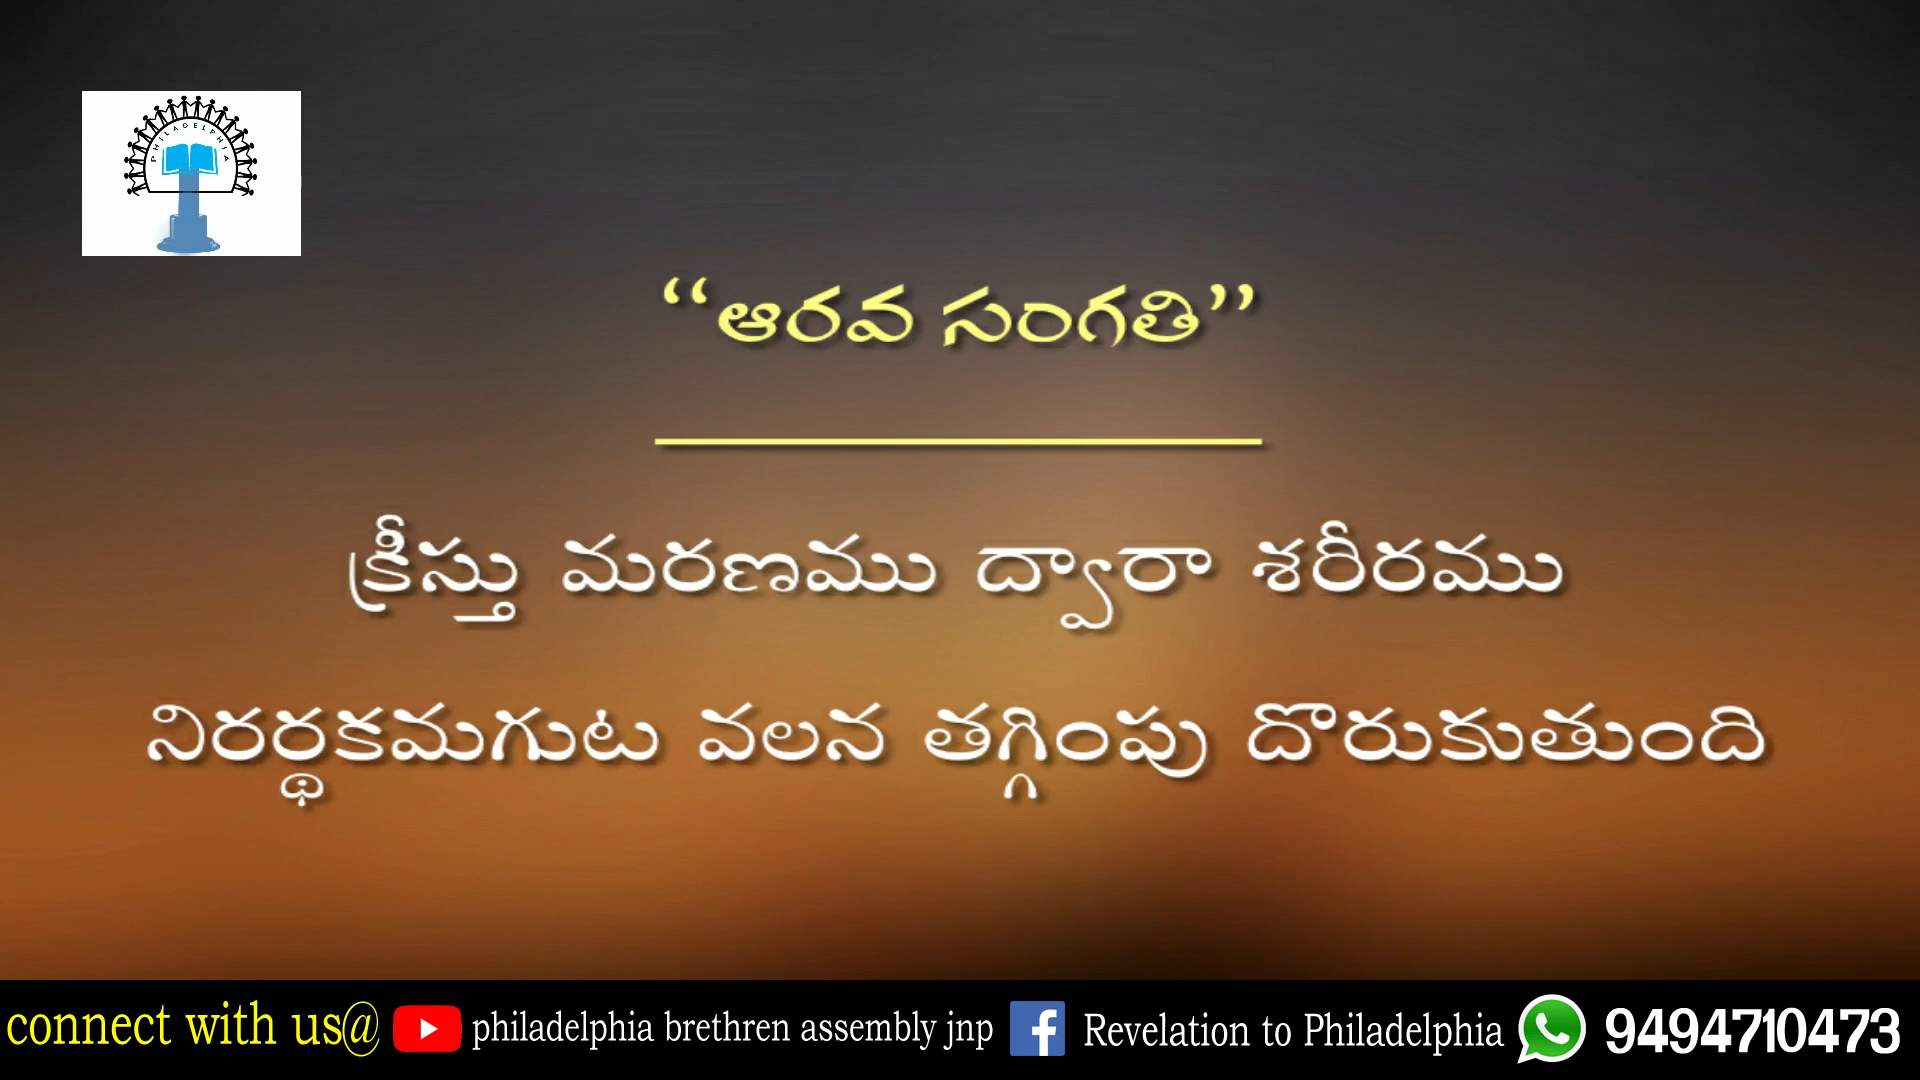 PHILADELPHIA
“ఆరవ సంగతి”
క్రీస్తు మరణము ద్వారా శరీరము
నిరర్థకమగుట వలన తగ్గింపు దొరుకుతుంది
connect with us@ philadelphia brethren assembly jnp Revelation to Philadelphia 9494710473